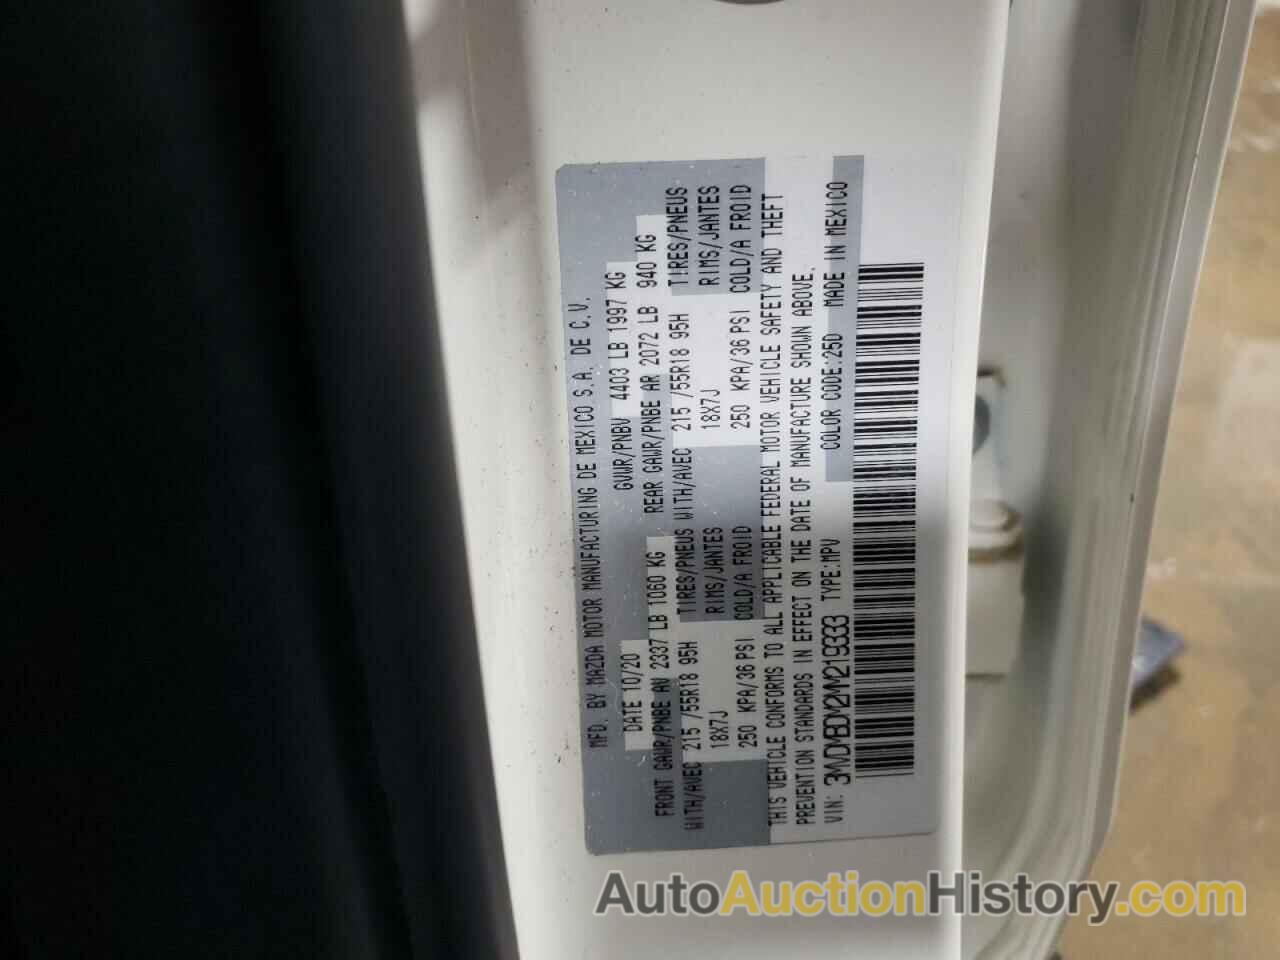 MFD. BY MAZDA MOTOR MANUFACTURING DE MEXICO S.A. DE C.V.
DATE 10/20 GVWR/PNBV 4403 LB 1997 KG
FRONT GAWR/PNBE AV 2337 LB 1060 KG REAR GAWR/PNBE AR 2072 LB 940 KG
WITH/AVEC 215 /55R18 95H TIRES/PNEUS WITH/AVEC 215 /55R18 95H TIRES/PNEUS
18X7J RIMS/JANTES 18X7J RIMS/JANTES
250 KPA/36 PSI COLD/A FROID 250 KPA/36 PSI COLD/A FROID
THIS VEHICLE CONFORMS TO ALL APPLICABLE FEDERAL MOTOR VEHICLE SAFETY AND THEFT
PREVENTION STANDARDS IN EFFECT ON THE DATE OF MANUFACTURE SHOWN ABOVE.
VIN: TYPE:MPV COLOR CODE:25D MADE IN MEXICO
AutoAuctionHistory.com